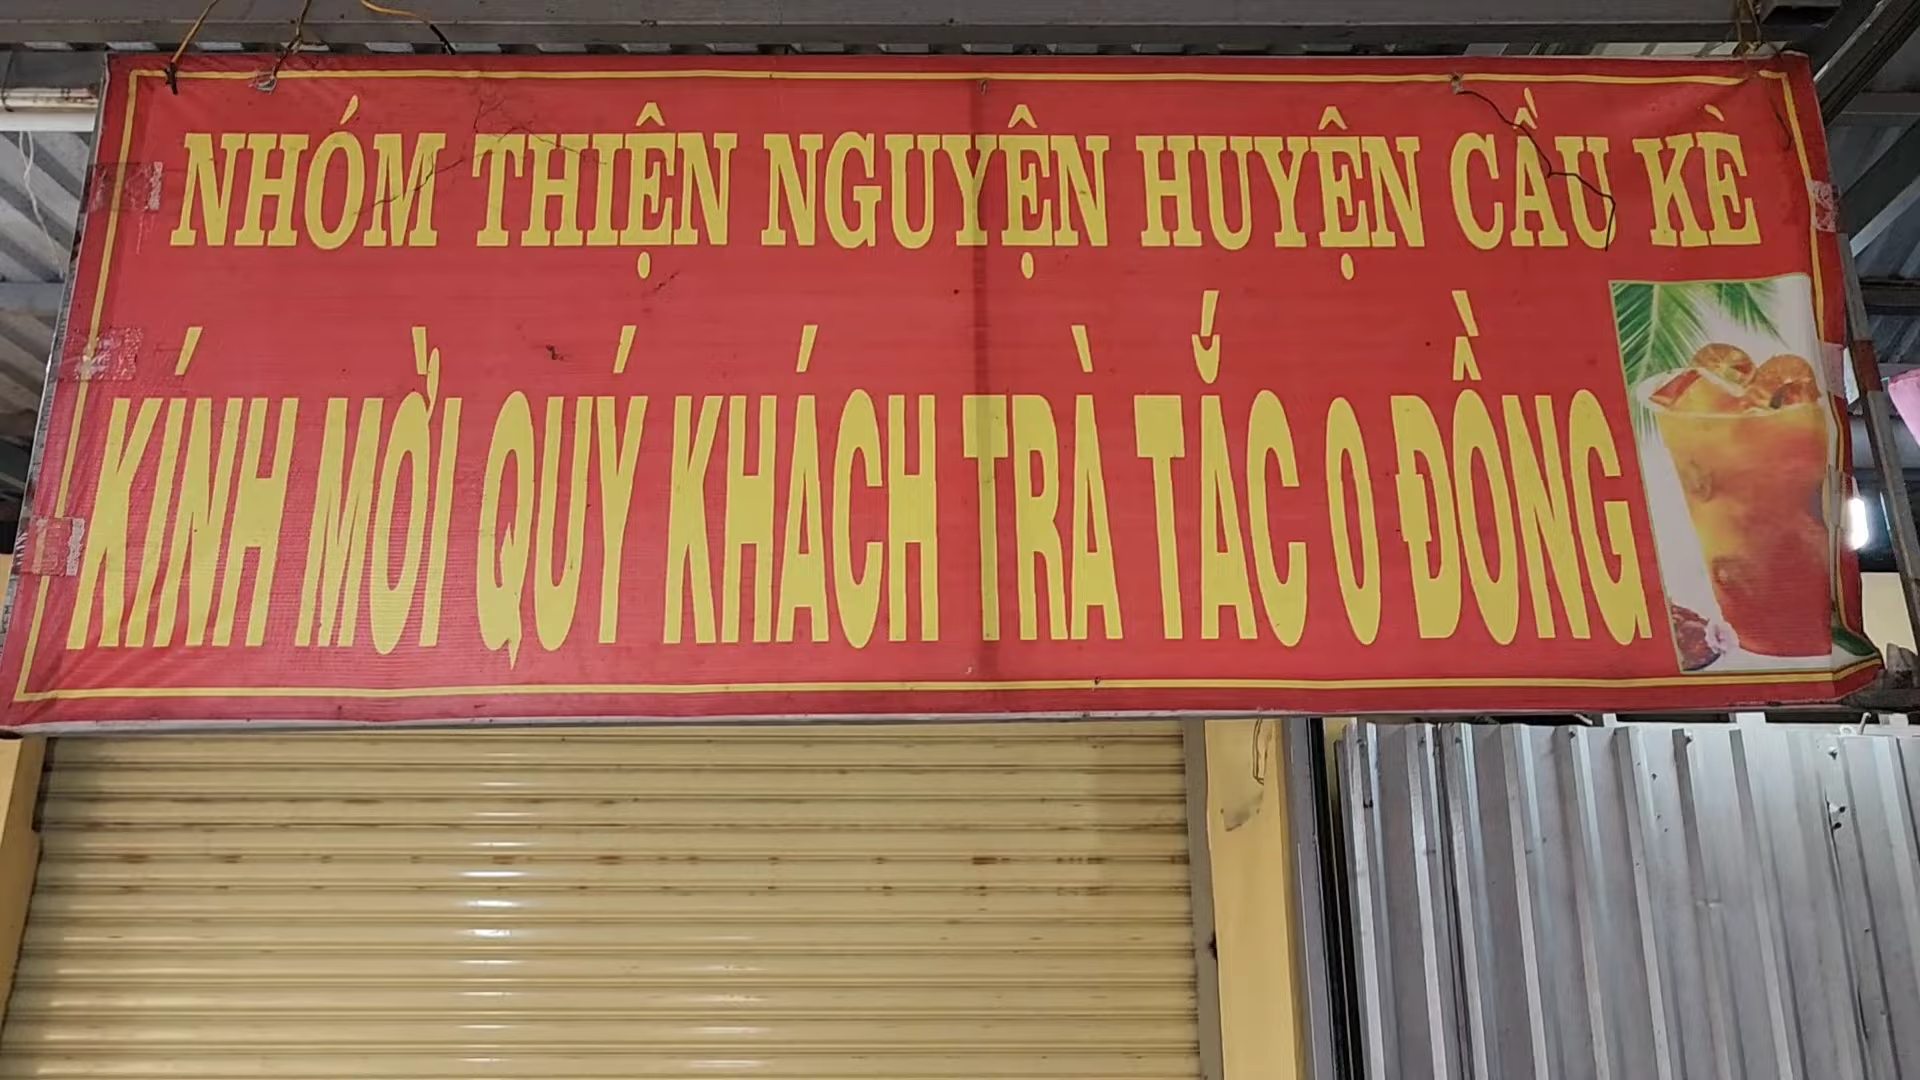 NHÓM THIỆN NGUYỆN HUYỆN CẦU KÈ
KÍNH MỜI QUÝ KHÁCH TRÀ TẮC 0 ĐỒNG